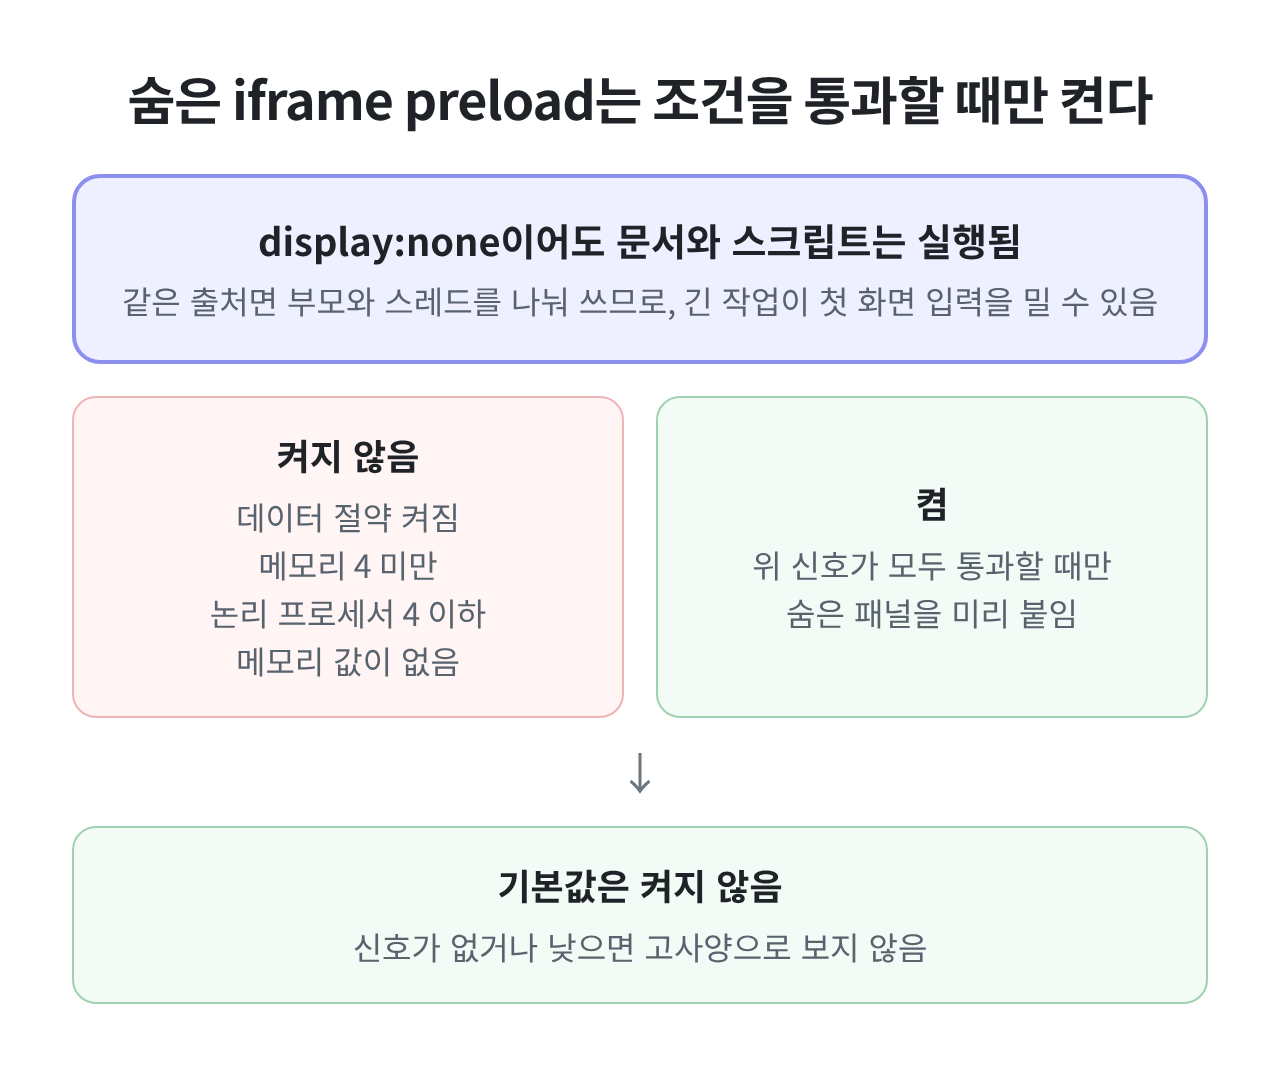 숨은 iframe preload는 조건을 통과할 때만 켠다
display:none이어도 문서와 스크립트는 실행됨
같은 출처면 부모와 스레드를 나눠 쓰므로, 긴 작업이 첫 화면 입력을 밀 수 있음
켜지 않음
데이터 절약 켜짐
메모리 4 미만
논리 프로세서 4 이하
메모리 값이 없음
켬
위 신호가 모두 통과할 때만
숨은 패널을 미리 붙임
↓
기본값은 켜지 않음
신호가 없거나 낮으면 고사양으로 보지 않음